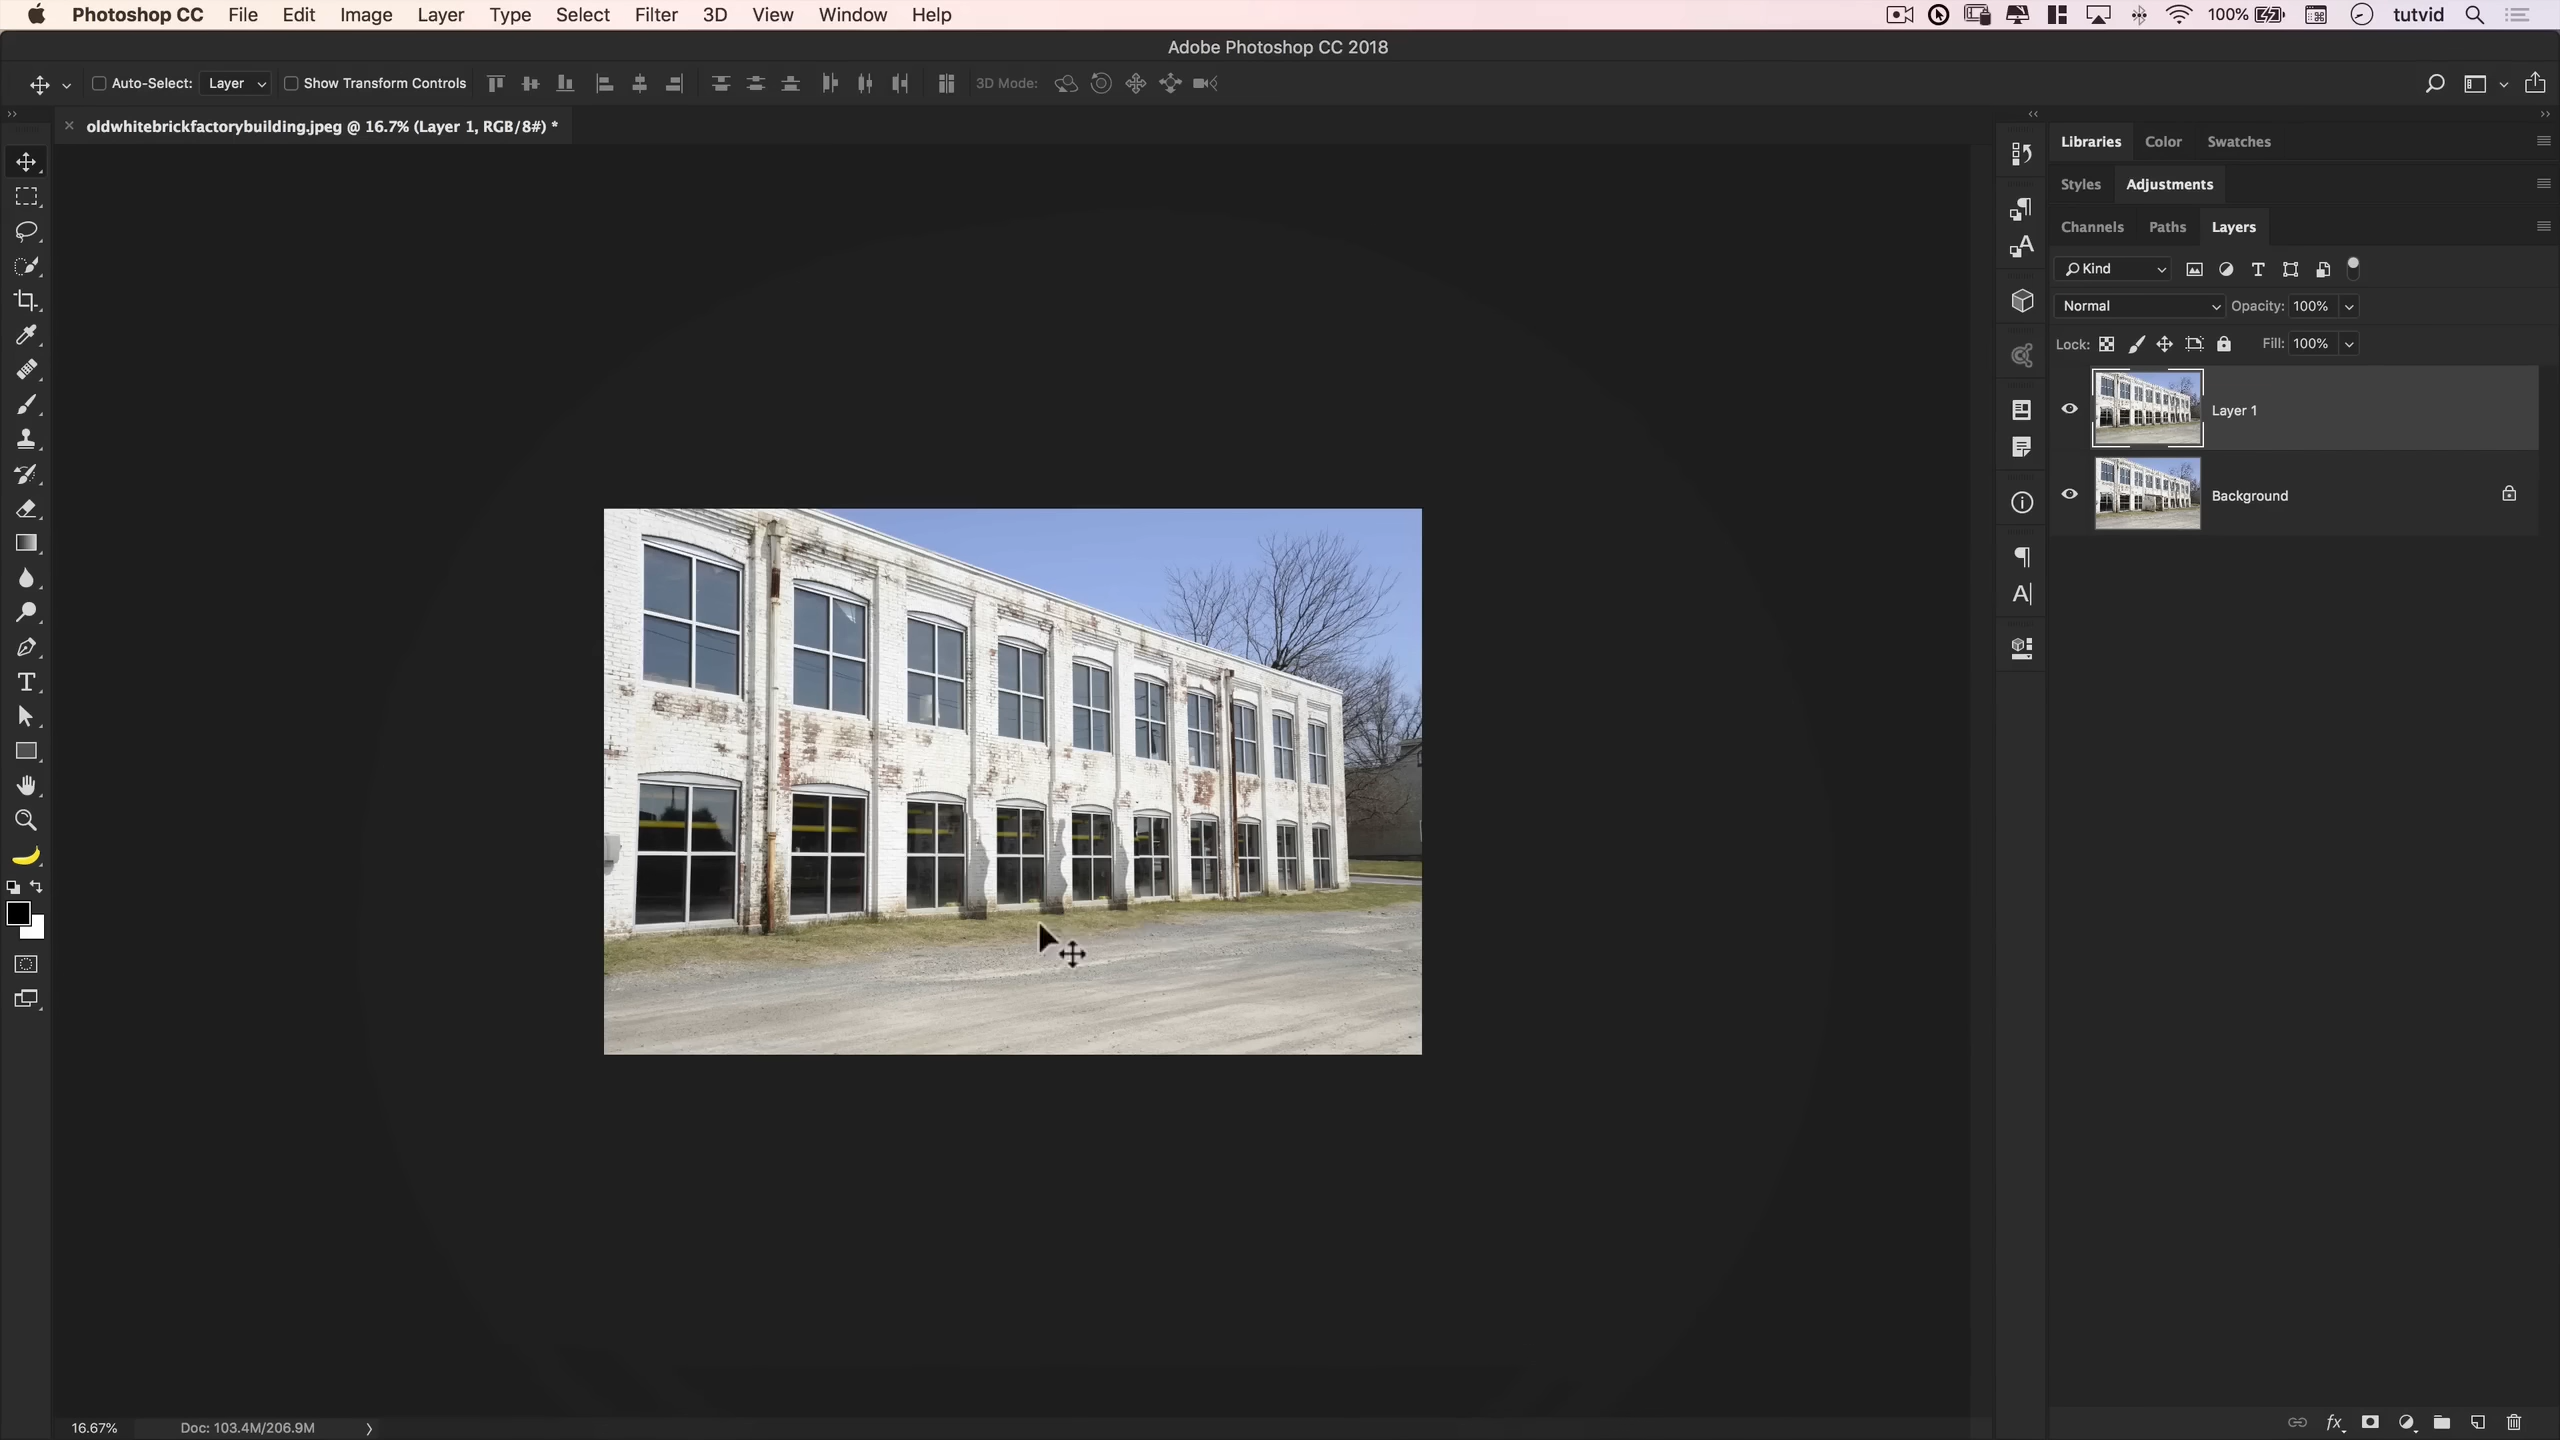 Photoshop CC File Edit Image Layer Type Select Filter 3D View Window Help 100% tutvid
Adobe Photoshop CC 2018
Auto-Select: Layer Show Transform Controls 3D Mode:
× oldwhitebrickfactorybuilding.jpeg @ 16.7% (Layer 1, RGB/8#) *
Libraries Color Swatches
Styles Adjustments
Channels Paths Layers
Kind
Normal Opacity: 100%
Lock: Fill: 100%
Layer 1
Background
16.67% Doc: 103.4M/206.9M